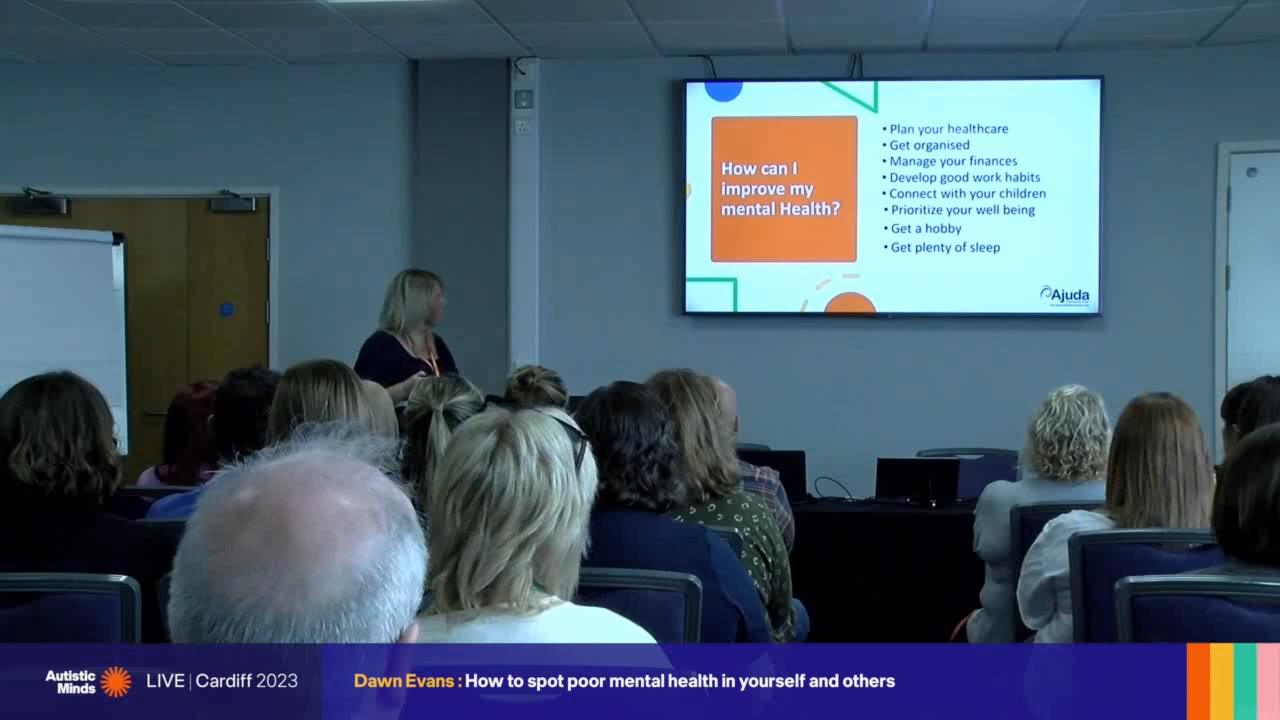 How can I
improve my
mental Health?
• Plan your healthcare
• Get organised
• Manage your finances
• Develop good work habits
• Connect with your children
• Prioritize your well being
• Get a hobby
• Get plenty of sleep
Ajuda
Autistic
Minds
LIVE | Cardiff 2023
Dawn Evans : How to spot poor mental health in yourself and others